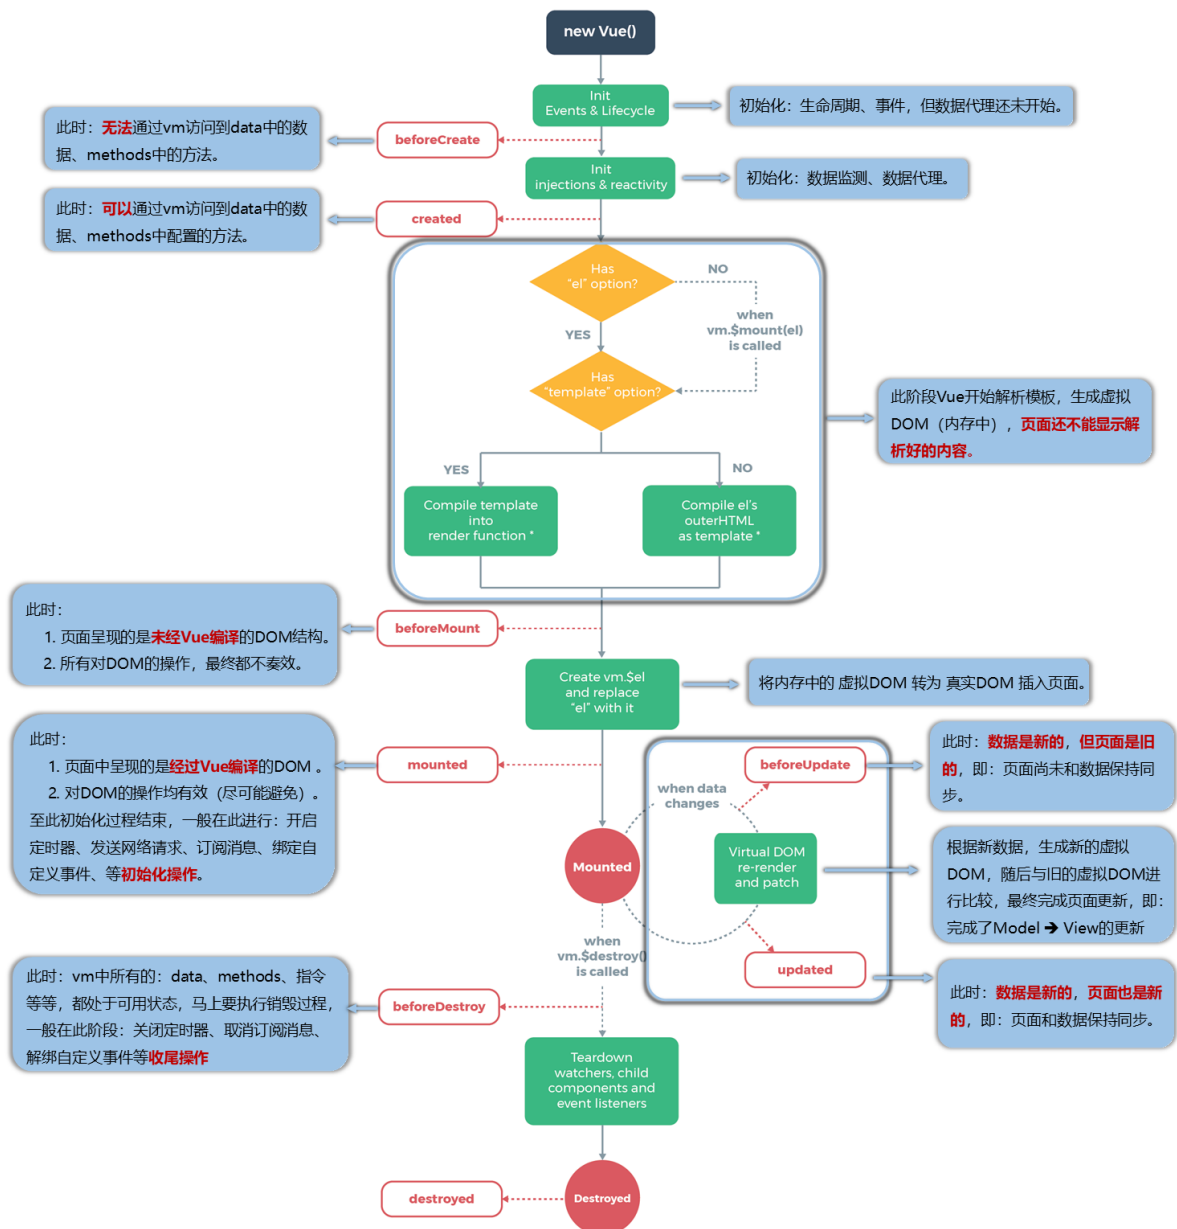 new Vue()
Init
Events & Lifecycle
初始化：生命周期、事件，但数据代理还未开始。
此时：无法通过vm访问到data中的数
据、methods中的方法。
beforeCreate
Init
injections & reactivity
初始化：数据监测、数据代理。
此时：可以通过vm访问到data中的数
据、methods中配置的方法。
created
Has
“el” option?
NO
YES
when
vm.$mount(el)
is called
Has
“template” option?
此阶段Vue开始解析模板，生成虚拟
DOM（内存中），页面还不能显示解
析好的内容。
YES
NO
Compile template
into
render function *
Compile el's
outerHTML
as template *
此时：
1. 页面呈现的是未经Vue编译的DOM结构。
2. 所有对DOM的操作，最终都不奏效。
beforeMount
Create vm.$el
and replace
“el” with it
将内存中的 虚拟DOM 转为 真实DOM 插入页面。
此时：
1. 页面中呈现的是经过Vue编译的DOM 。
2. 对DOM的操作均有效（尽可能避免）。
至此初始化过程结束，一般在此进行：开启
定时器、发送网络请求、订阅消息、绑定自
定义事件、等初始化操作。
mounted
beforeUpdate
此时：数据是新的，但页面是旧
的，即：页面尚未和数据保持同
步。
when data
changes
Mounted
Virtual DOM
re-render
and patch
根据新数据，生成新的虚拟
DOM，随后与旧的虚拟DOM进
行比较，最终完成页面更新，即：
完成了Model ➔ View的更新
when
vm.$destroy()
is called
updated
此时：数据是新的，页面也是新
的，即：页面和数据保持同步。
此时：vm中所有的：data、methods、指令
等等，都处于可用状态，马上要执行销毁过程，
一般在此阶段：关闭定时器、取消订阅消息、
解绑自定义事件等收尾操作
beforeDestroy
Teardown
watchers, child
components and
event listeners
destroyed
Destroyed